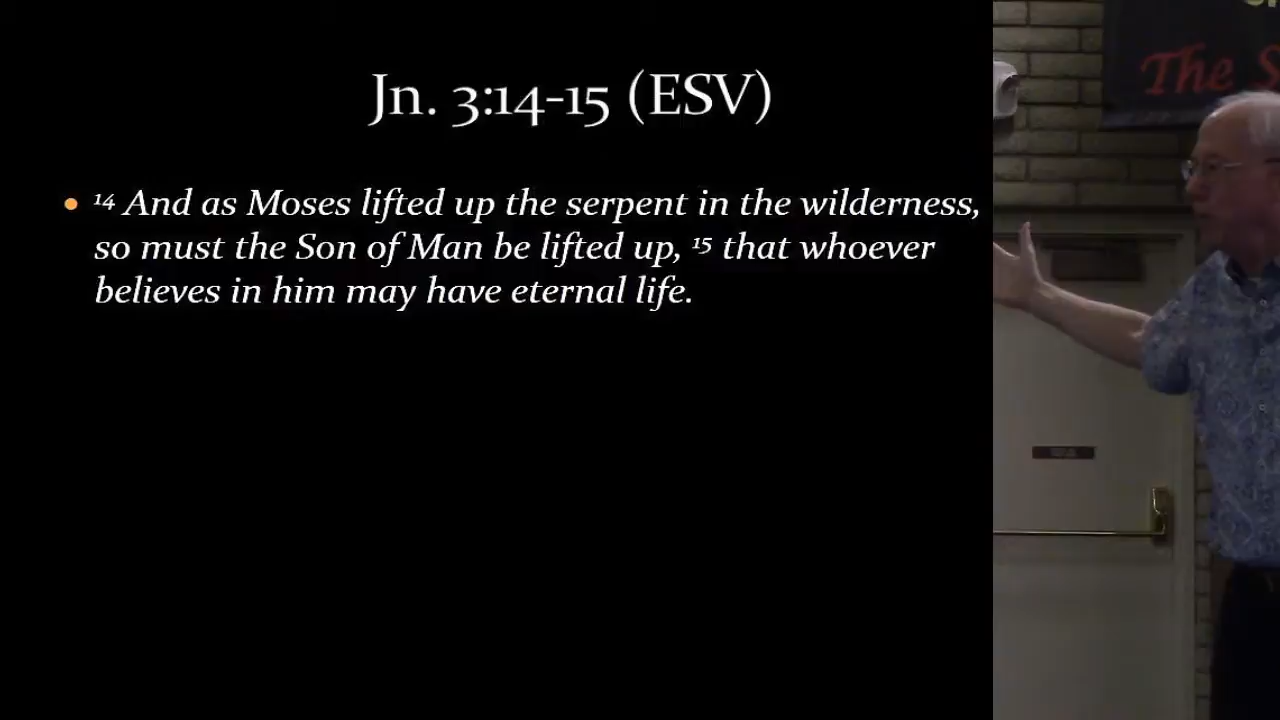 Jn. 3:14-15 (ESV)
• ¹⁴ And as Moses lifted up the serpent in the wilderness,
so must the Son of Man be lifted up, ¹⁵ that whoever
believes in him may have eternal life.
The S